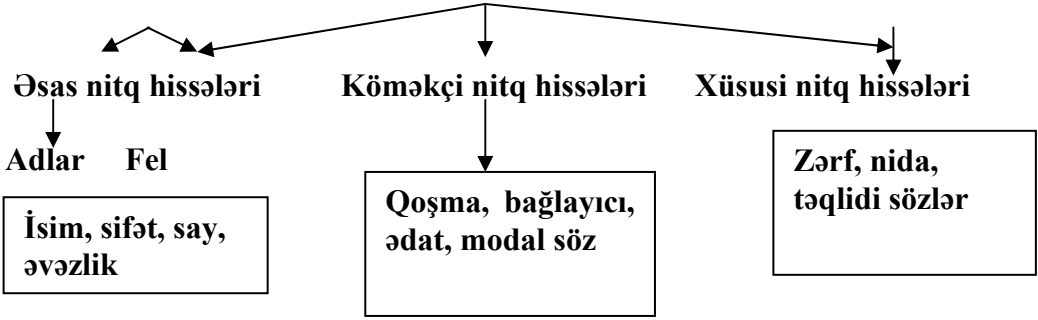 Əsas nitq hissələri Köməkçi nitq hissələri Xüsusi nitq hissələri
Adlar Fel
İsim, sifət, say,
əvəzlik
Qoşma, bağlayıcı,
ədat, modal söz
Zərf, nida,
təqlidi sözlər